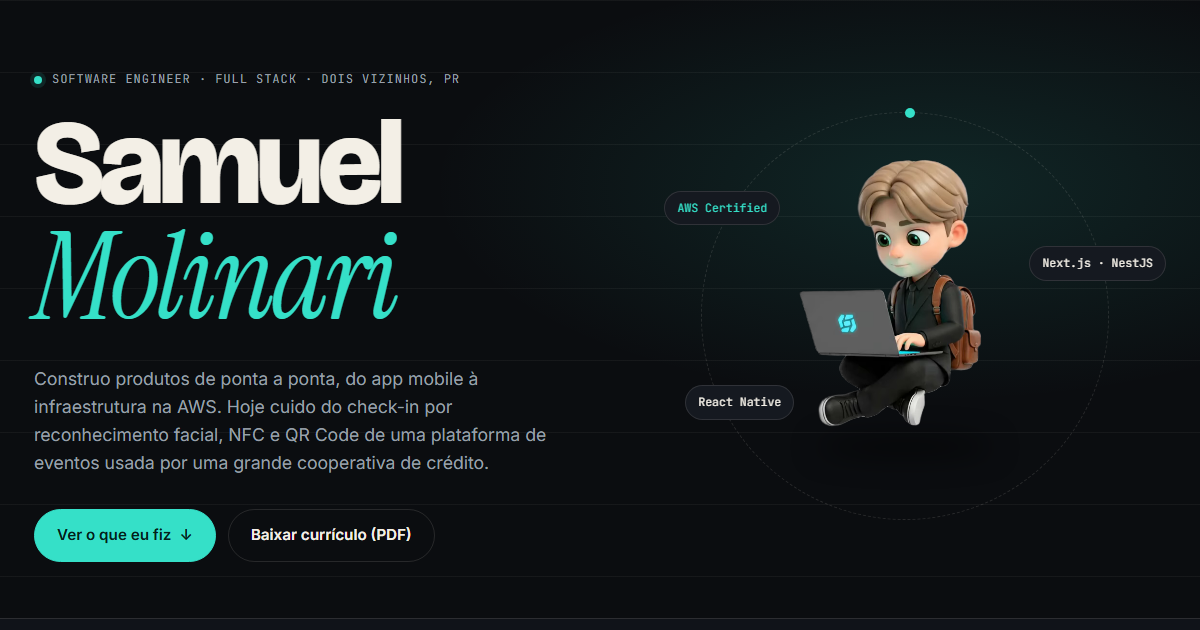 SOFTWARE ENGINEER · FULL STACK · DOIS VIZINHOS, PR
Samuel
Molinari
Construo produtos de ponta a ponta, do app mobile à
infraestrutura na AWS. Hoje cuido do check-in por
reconhecimento facial, NFC e QR Code de uma plataforma de
eventos usada por uma grande cooperativa de crédito.
Ver o que eu fiz ↓
Baixar currículo (PDF)
AWS Certified
Next.js · NestJS
React Native